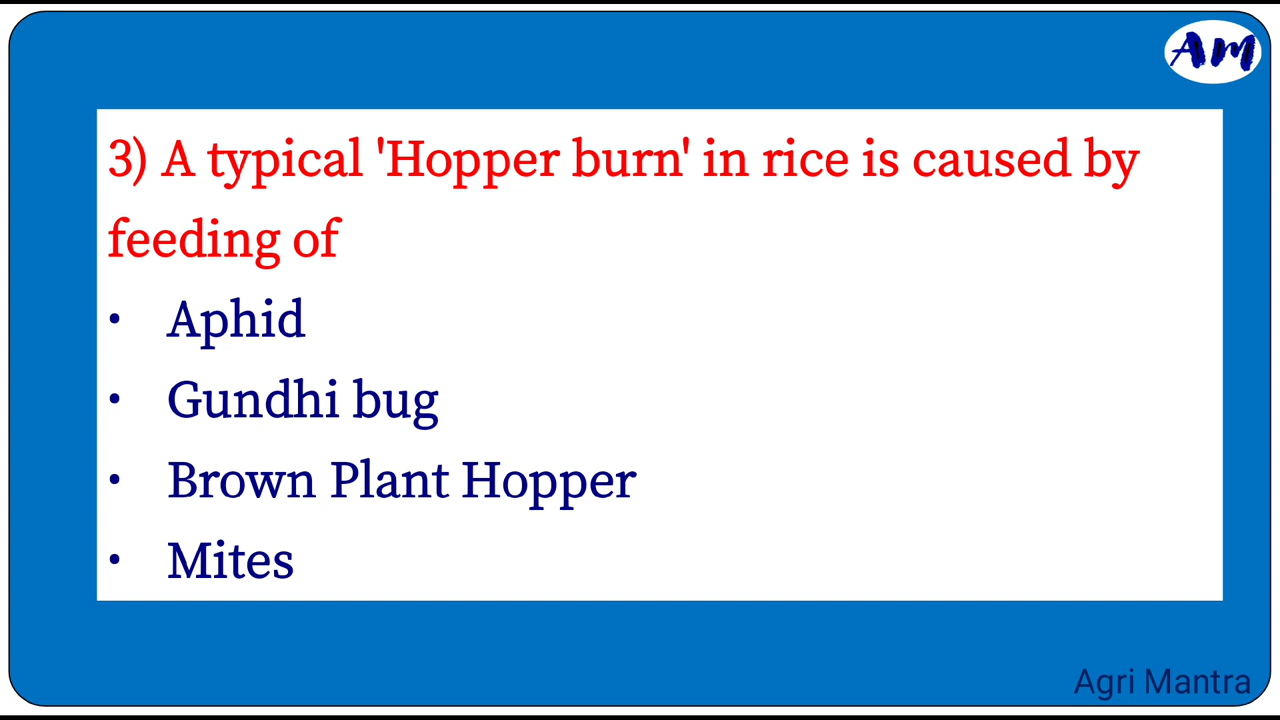 AM
3) A typical 'Hopper burn' in rice is caused by
feeding of
• Aphid
• Gundhi bug
• Brown Plant Hopper
• Mites
Agri Mantra